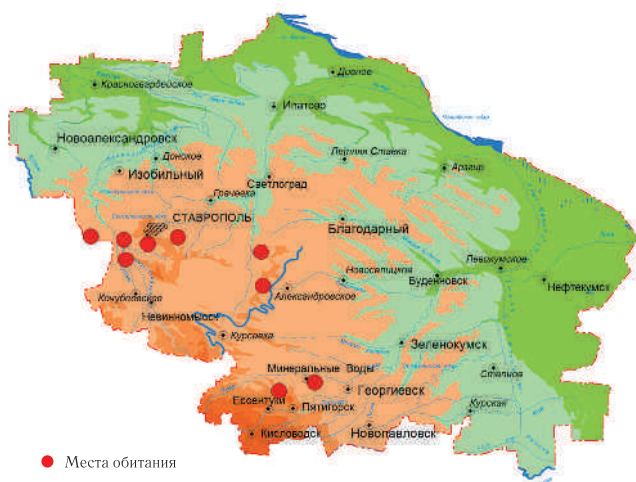 Дивное
Красногвардейское
Ипатово
Новоалександровск
Донское
Летняя Ставка
Арзгир
Изобильный
Светлоград
Грачевка
СТАВРОПОЛЬ
Благодарный
Левокумское
Новоселицкое
Буденновск
Нефтекумск
Кочубеевское
Александровское
Невинномысск
Курсавка
Зеленокумск
Минеральные Воды
Степное
Георгиевск
Ессентуки
Пятигорск
Курская
Кисловодск
Новопавловск
Места обитания